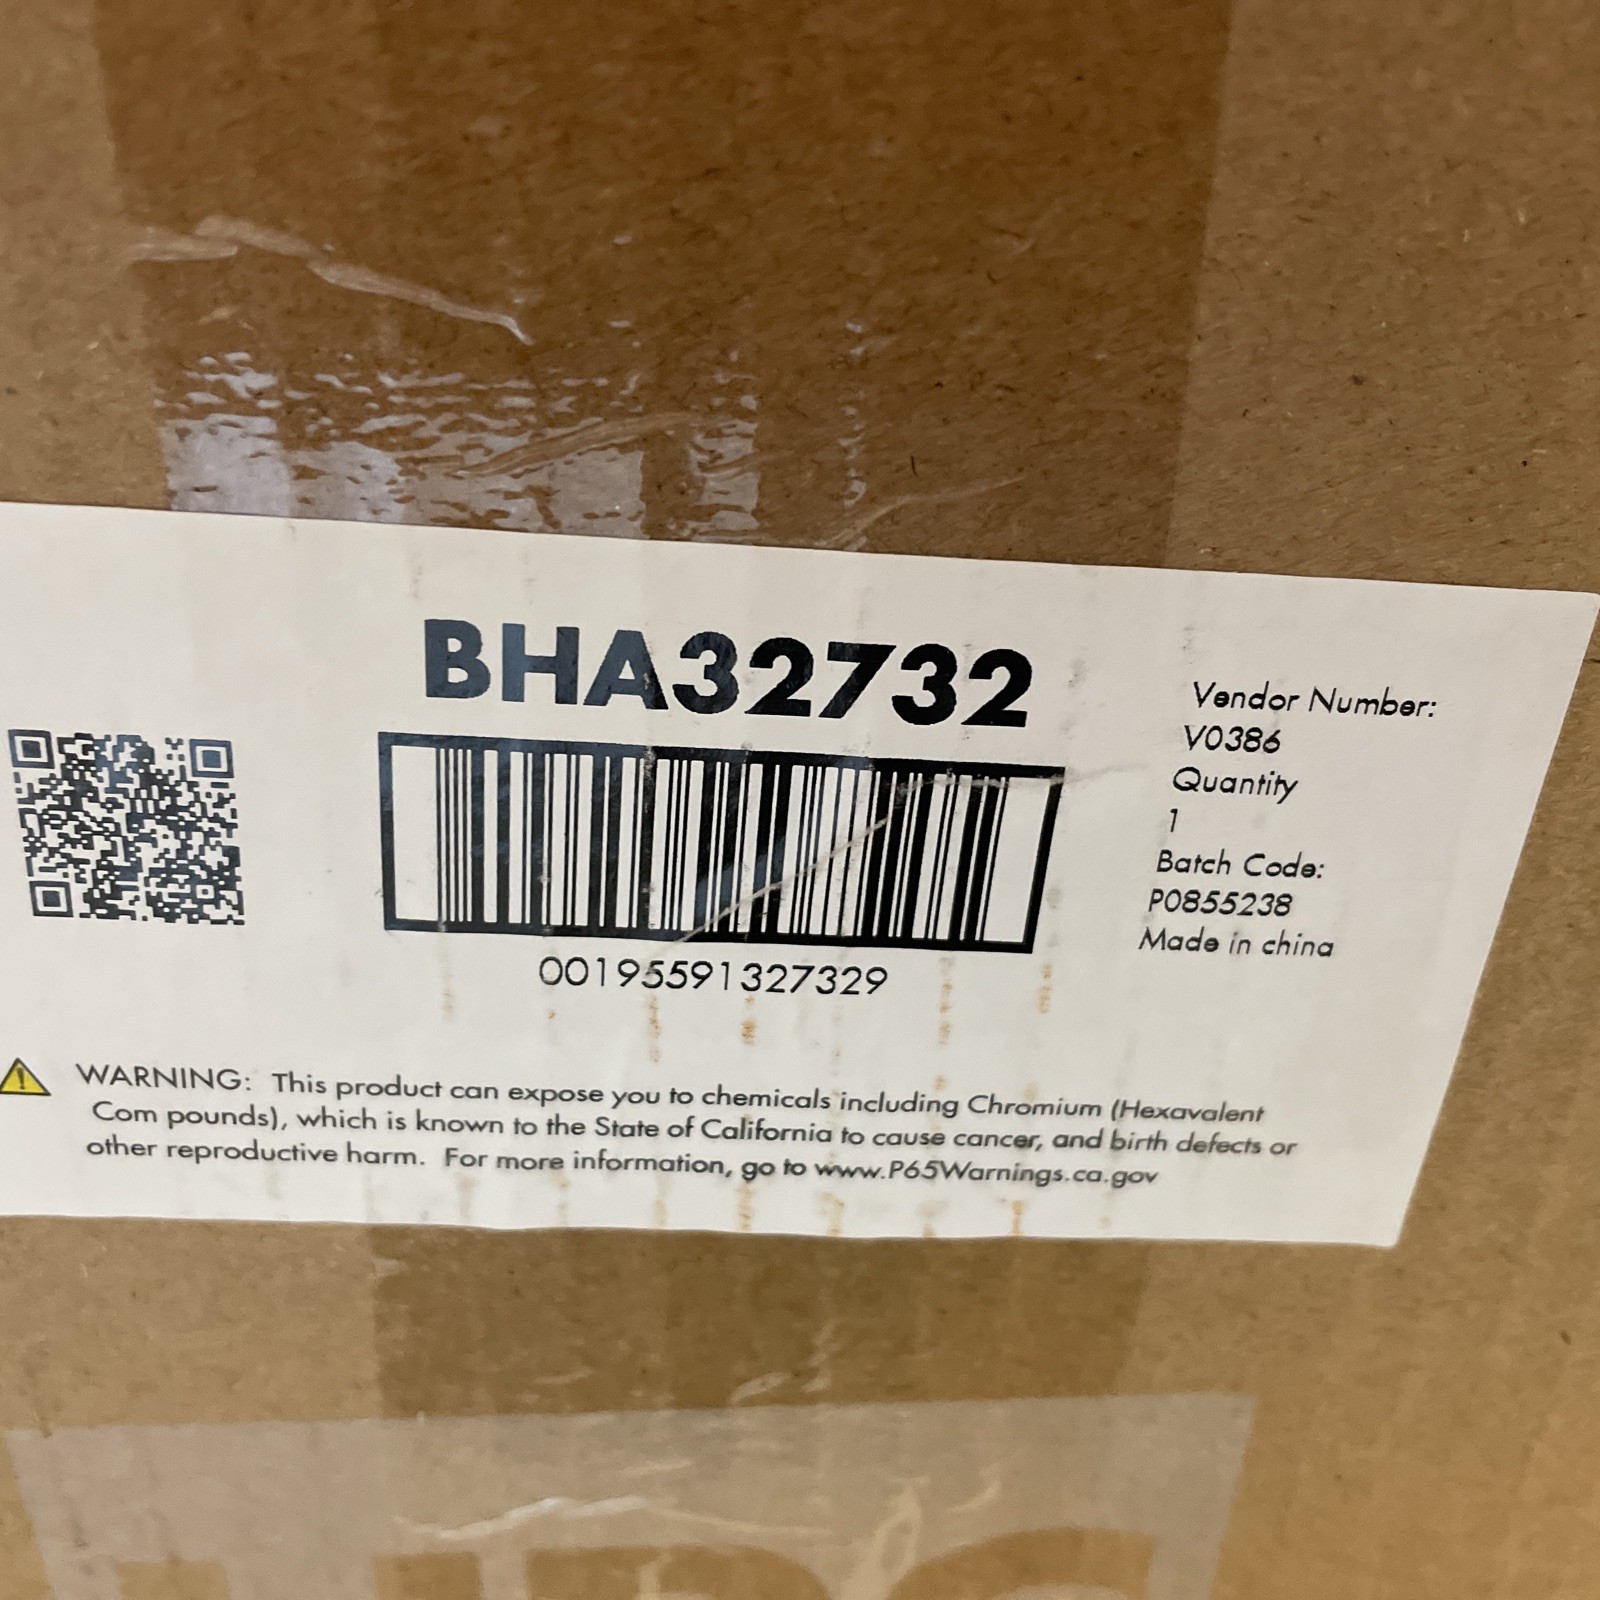 BHA32732
00195591327329
Vendor Number:
V0386
Quantity
1
Batch Code:
P0855238
Made in china
WARNING: This product can expose you to chemicals including Chromium (Hexavalent
Com pounds), which is known to the State of California to cause cancer, and birth defects or
other reproductive harm. For more information, go to www.P65Warnings.ca.gov